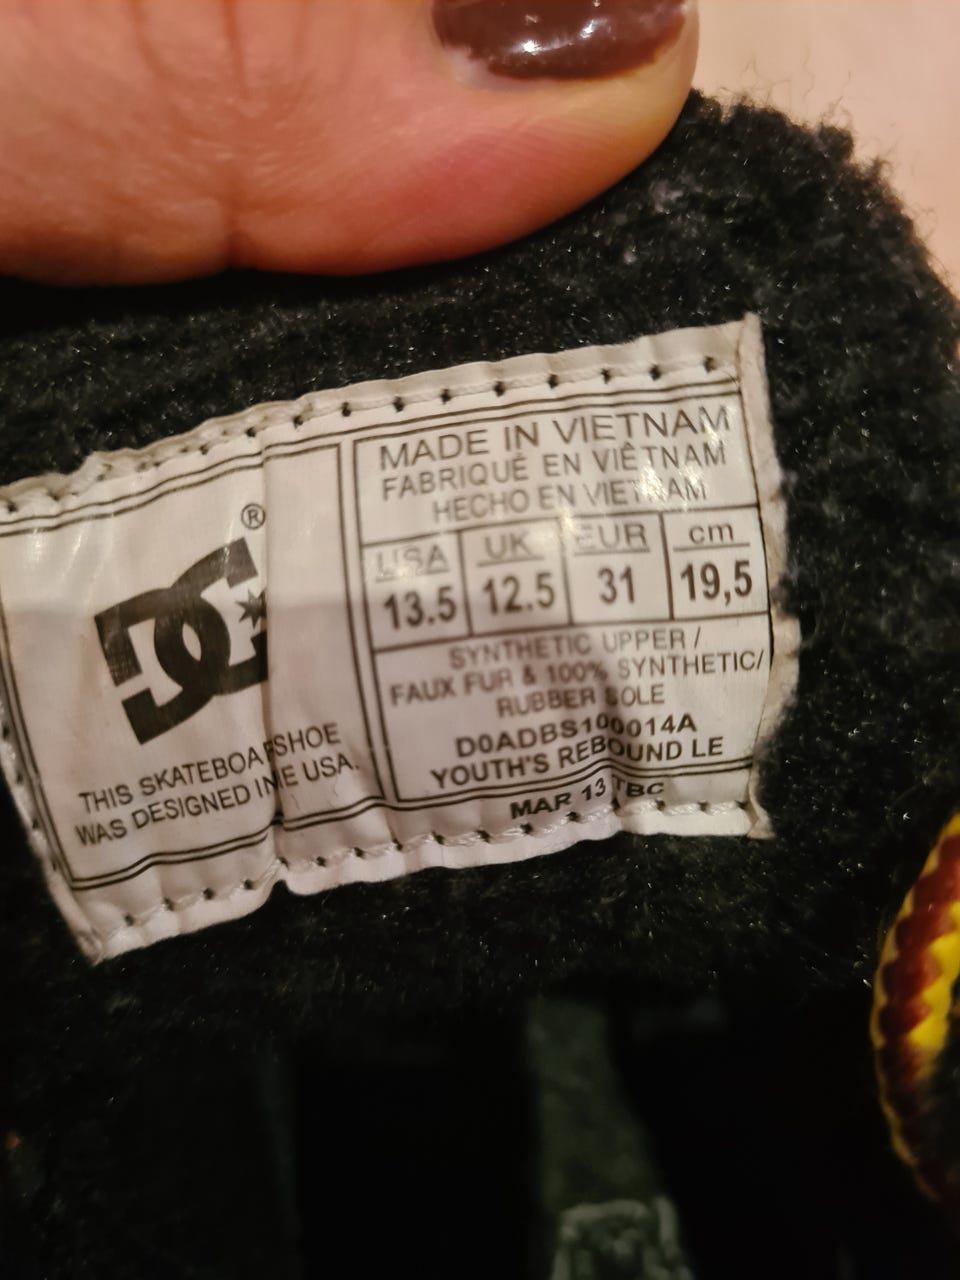 ®
DC
THIS SKATEBOARSHOE
WAS DESIGNED IN E USA.
MADE IN VIETNAM
FABRIQUÉ EN VIÊTNAM
HECHO EN VIETNAM
USA UK EUR cm
13.5 12.5 31 19,5
SYNTHETIC UPPER /
FAUX FUR & 100% SYNTHETIC/
RUBBER SOLE
D0ADBS100014A
YOUTH'S REBOUND LE
MAR 13 TBC